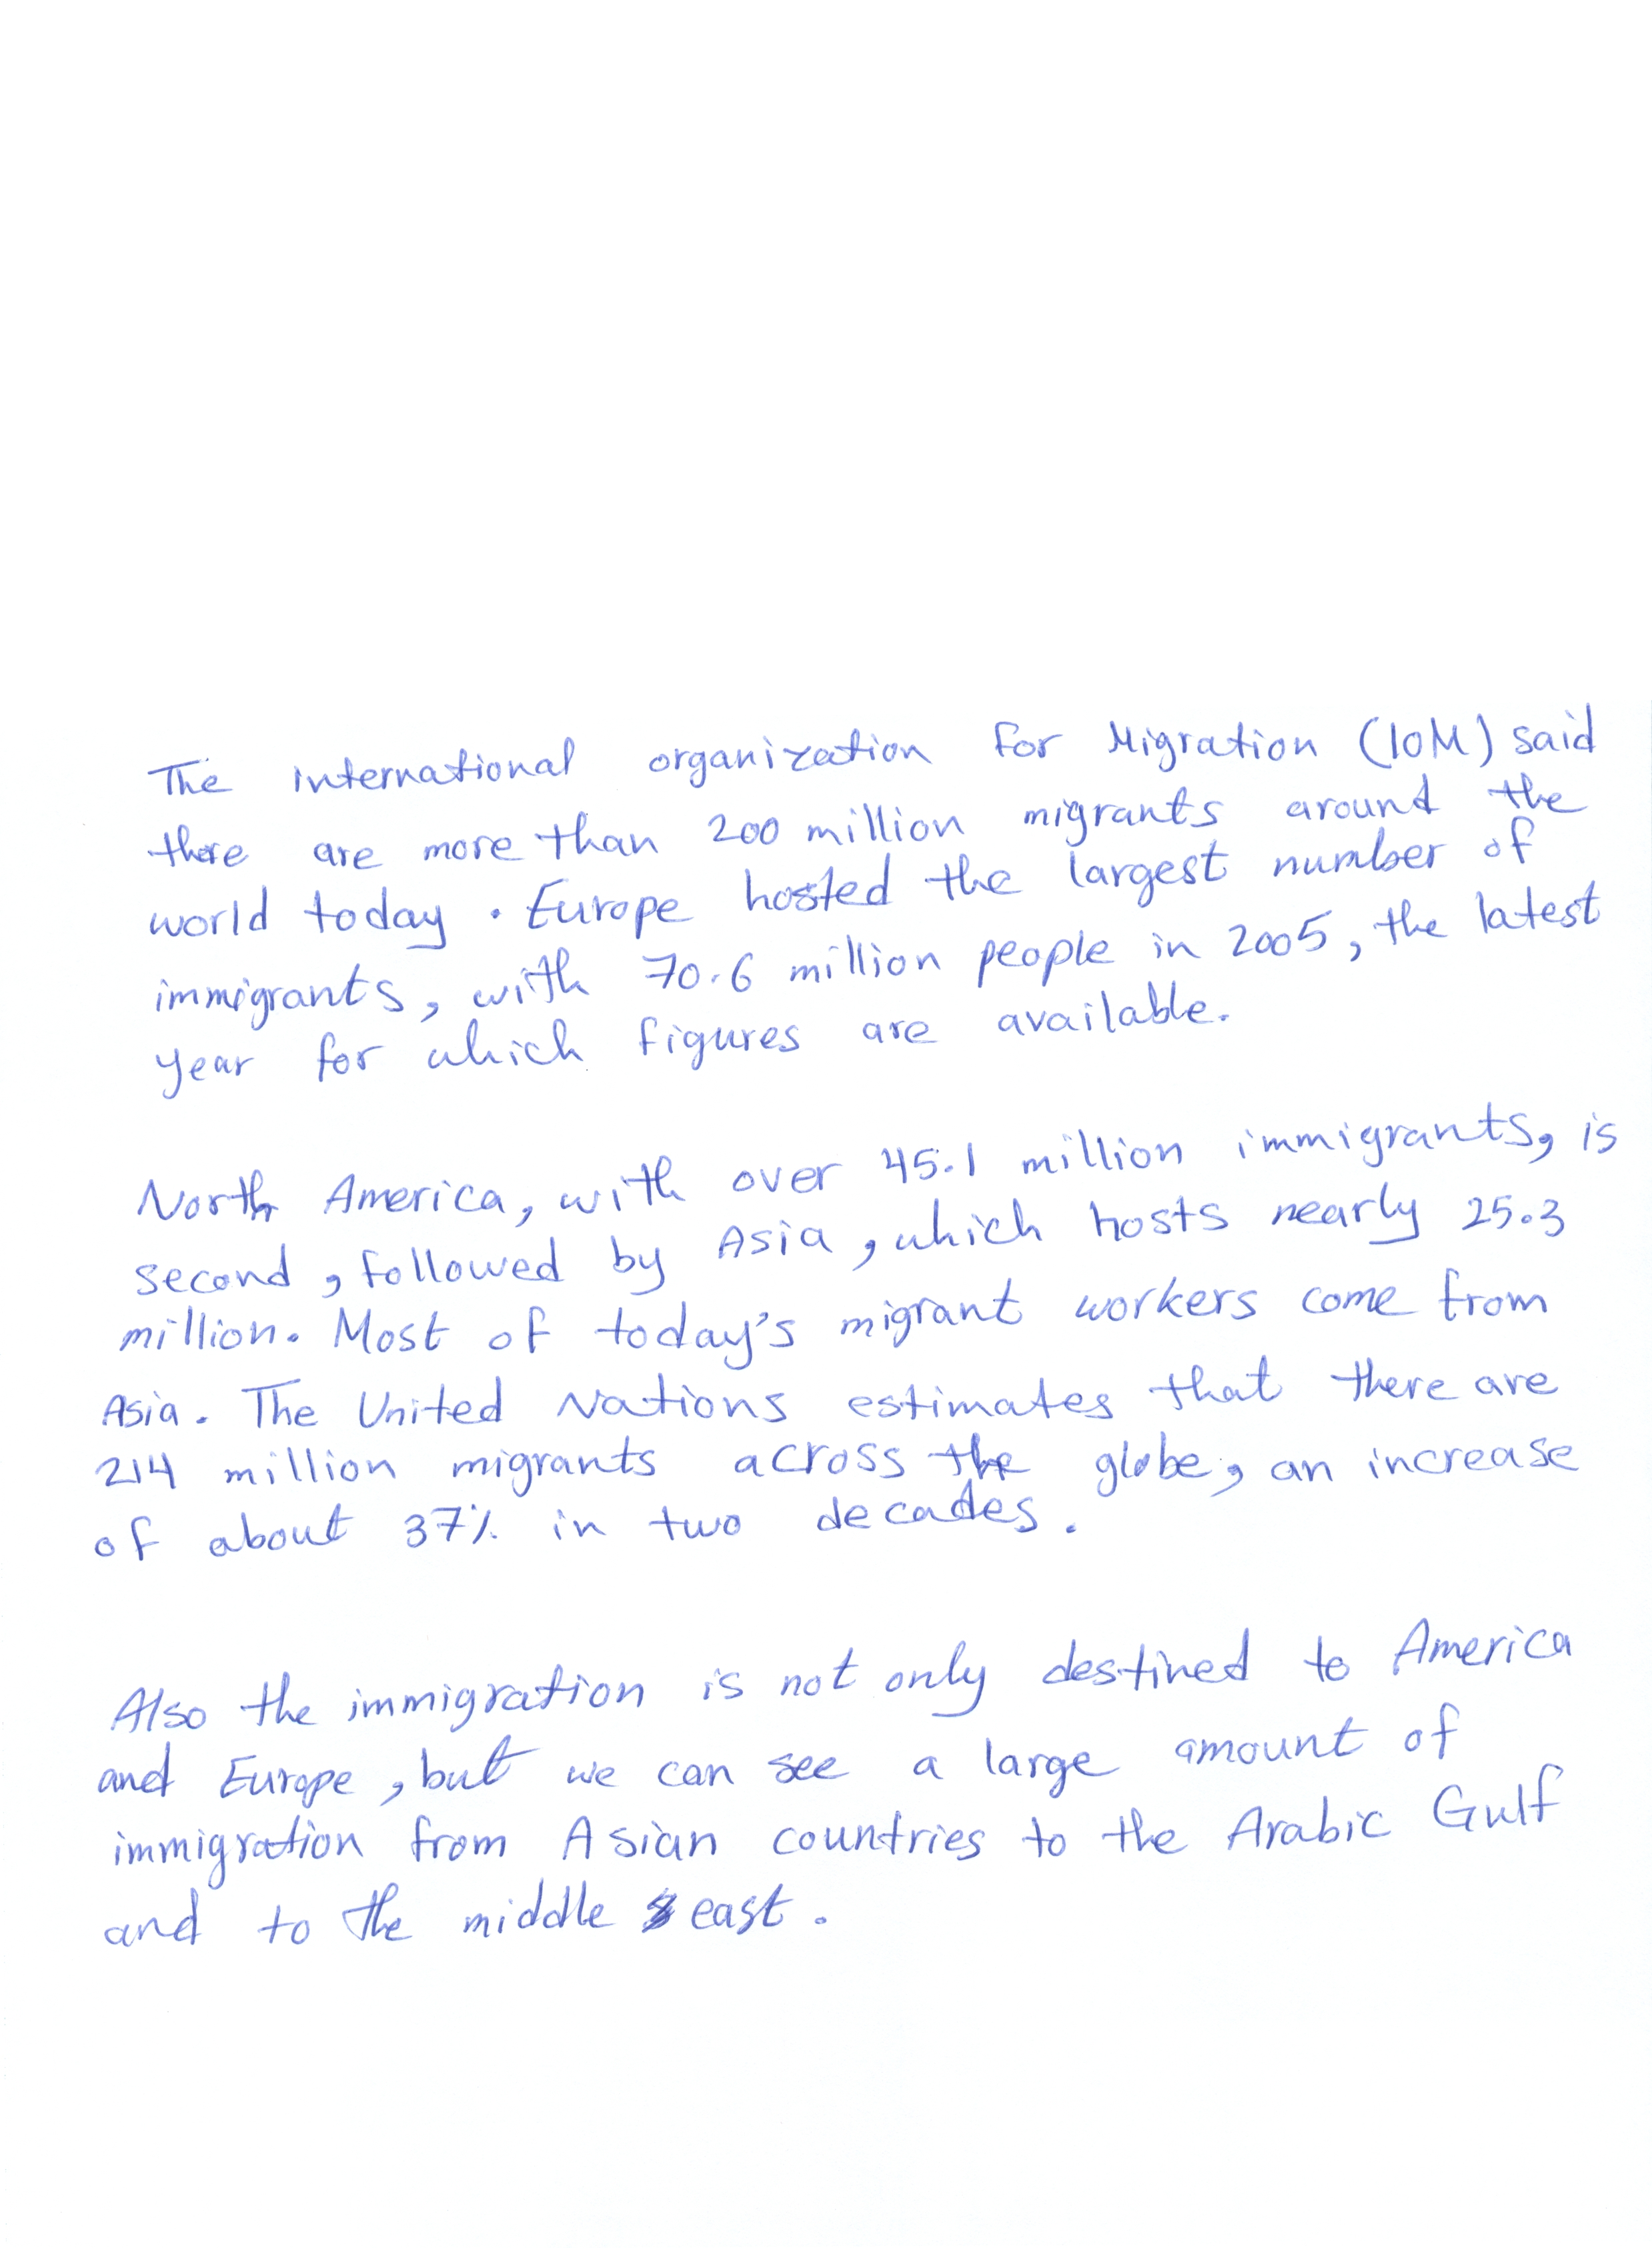 The international organization for Migration (IOM) said
there are more than 200 million migrants around the
world today. Europe hosted the largest number of
immigrants, with 70.6 million people in 2005, the latest
year for which figures are available.
North America, with over 45.1 million immigrants, is
second, followed by Asia, which hosts nearly 25.3
million. Most of today's migrant workers come from
Asia. The United Nations estimates that there are
214 million migrants across the globe, an increase
of about 37% in two decades.
Also the immigration is not only destined to America
and Europe, but we can see a large amount of
immigration from Asian countries to the Arabic Gulf
and to the middle east.